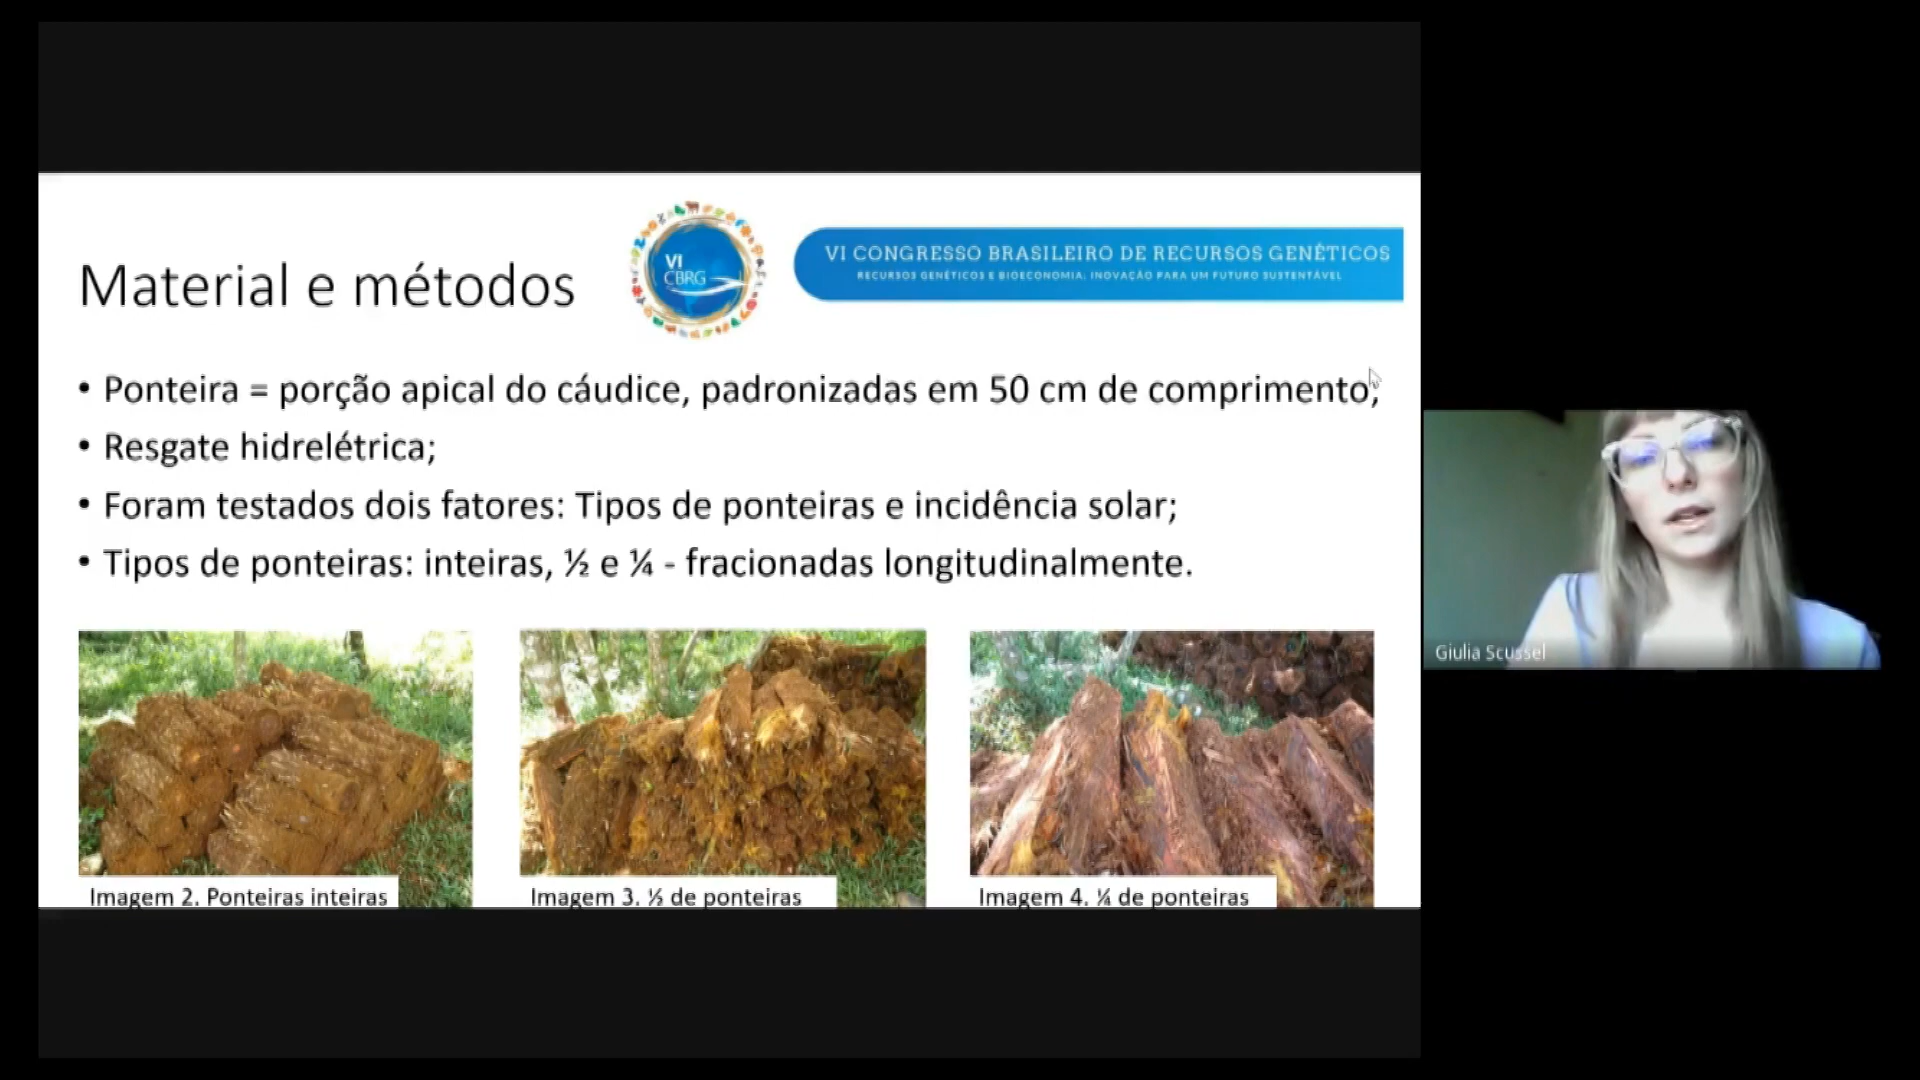 Material e métodos
VI
CBRG
VI CONGRESSO BRASILEIRO DE RECURSOS GENÉTICOS
RECURSOS GENÉTICOS E BIOECONOMIA: INOVAÇÃO PARA UM FUTURO SUSTENTÁVEL
• Ponteira = porção apical do cáudice, padronizadas em 50 cm de comprimento;
• Resgate hidrelétrica;
• Foram testados dois fatores: Tipos de ponteiras e incidência solar;
• Tipos de ponteiras: inteiras, ½ e ¼ - fracionadas longitudinalmente.
Imagem 2. Ponteiras inteiras
Imagem 3. ½ de ponteiras
Imagem 4. ¼ de ponteiras
Giulia Scussel